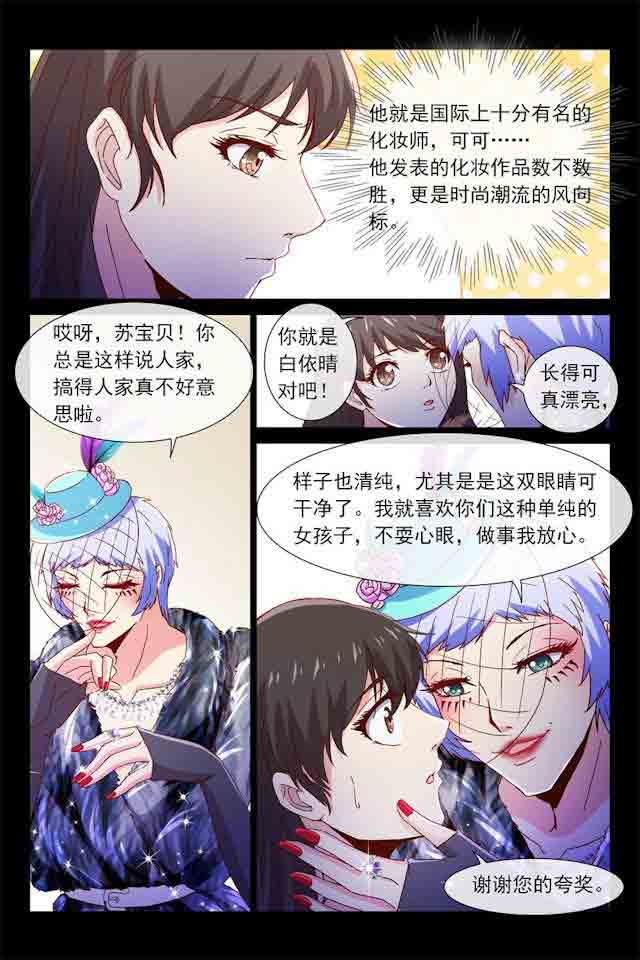 他就是国际上十分有名的
化妆师，可可……
他发表的化妆作品数不数
胜，更是时尚潮流的风向
标。
哎呀，苏宝贝！你
总是这样说人家，
搞得人家真不好意
思啦。
你就是
白依晴
对吧！
长得可
真漂亮，
样子也清纯，尤其是是这双眼睛可
干净了。我就喜欢你们这种单纯的
女孩子，不耍心眼，做事我放心。
谢谢您的夸奖。